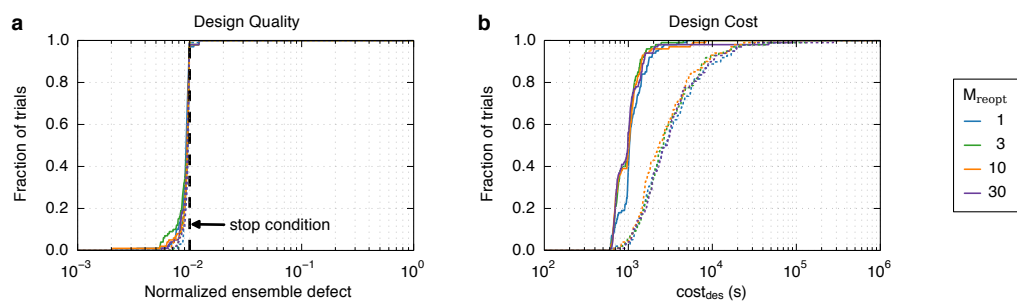 a
Design Quality
1.0
0.8
0.6
0.4
0.2
0.0
Fraction of trials
stop condition
10⁻³
10⁻²
10⁻¹
10⁰
Normalized ensemble defect
b
Design Cost
1.0
0.8
0.6
0.4
0.2
0.0
Fraction of trials
10²
10³
10⁴
10⁵
10⁶
cost_des (s)
M_reopt
1
3
10
30